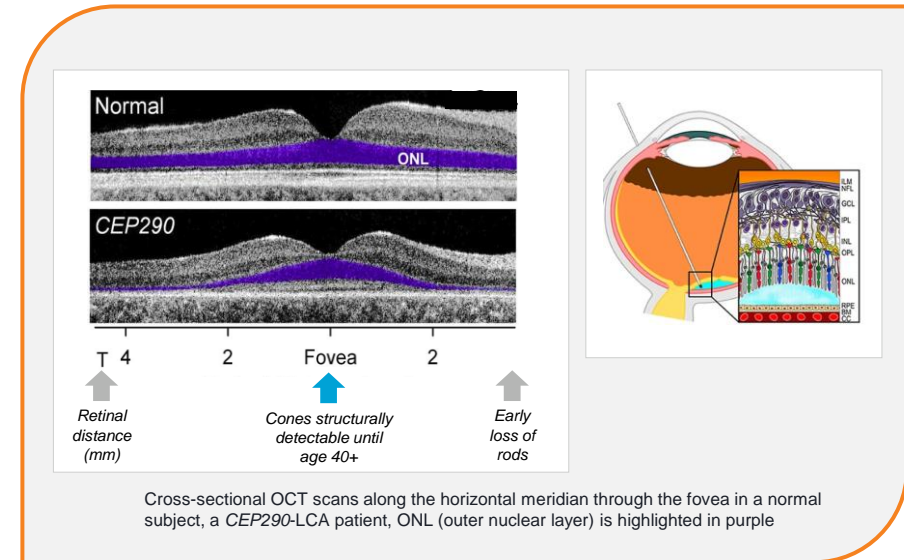 Normal
ONL
CEP290
T 4 2 Fovea 2
Retinal
distance
(mm)
Cones structurally
detectable until
age 40+
Early
loss of
rods
ILM
NFL
GCL
IPL
INL
OPL
ONL
RPE
BM
CC
Cross-sectional OCT scans along the horizontal meridian through the fovea in a normal
subject, a CEP290-LCA patient, ONL (outer nuclear layer) is highlighted in purple